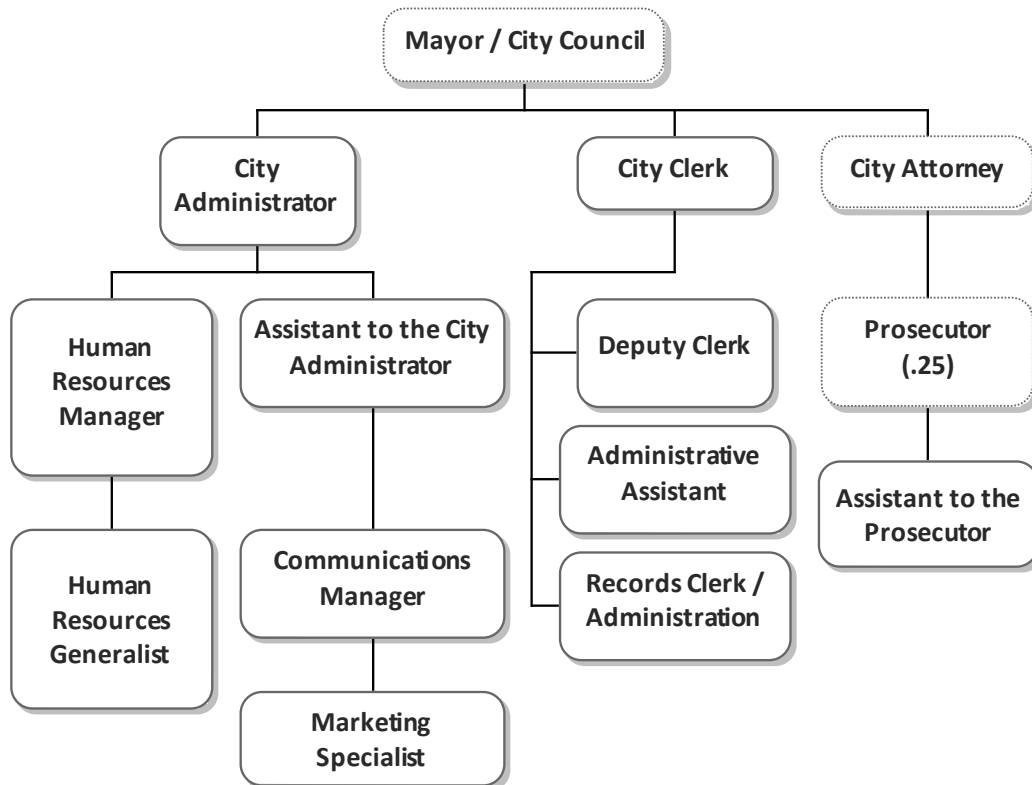 Mayor / City Council
City
Administrator
City Clerk
City Attorney
Human
Resources
Manager
Assistant to the City
Administrator
Deputy Clerk
Prosecutor
(.25)
Administrative
Assistant
Assistant to the
Prosecutor
Human
Resources
Generalist
Communications
Manager
Records Clerk /
Administration
Marketing
Specialist